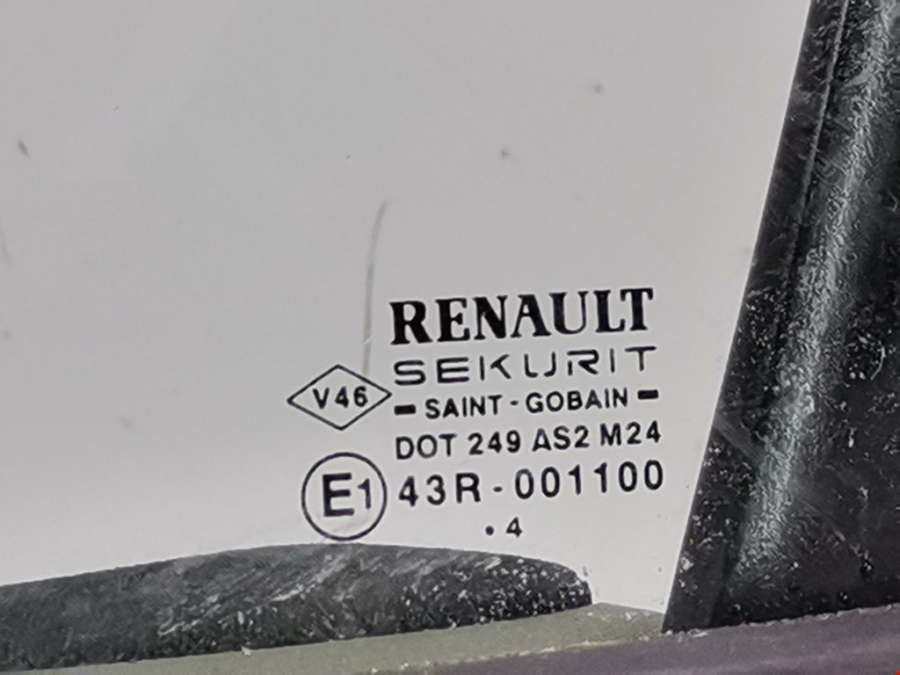 RENAULT
SEKURIT
V46
- SAINT - GOBAIN -
DOT 249 AS2 M24
E1 43R - 001100
. 4